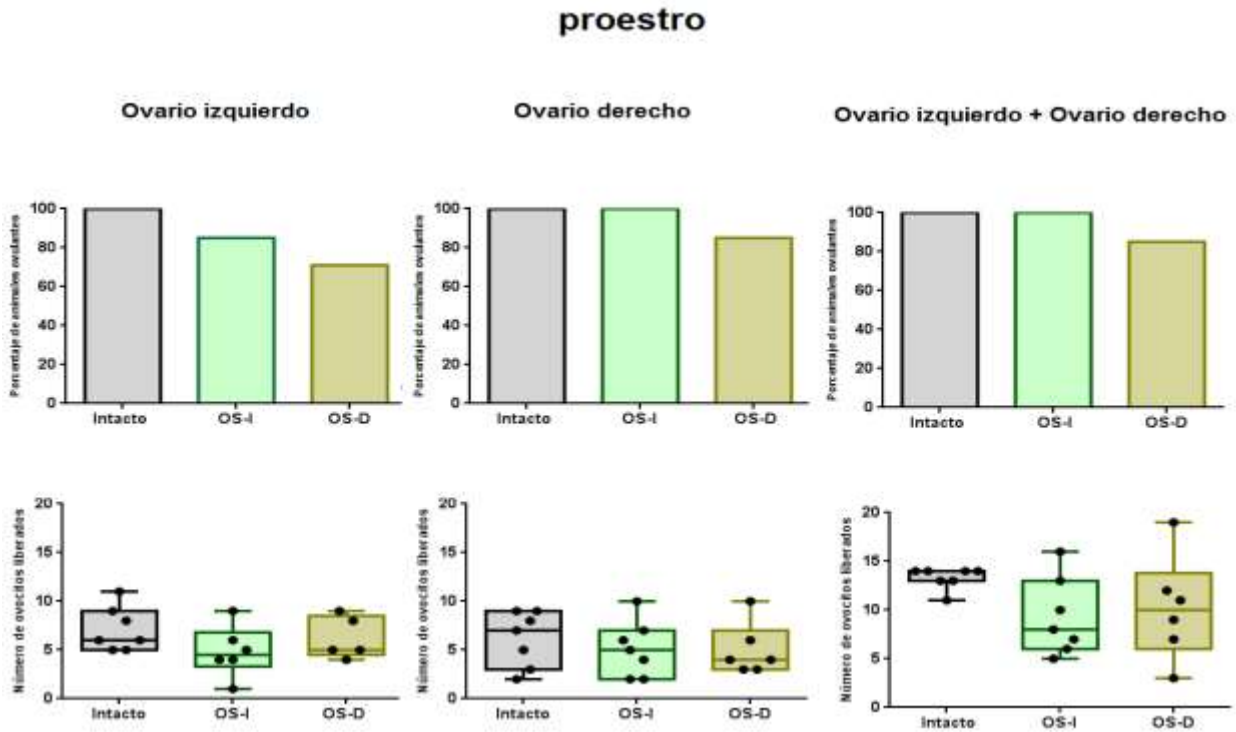 proestro
Ovario izquierdo
Ovario derecho
Ovario izquierdo + Ovario derecho
Porcentaje de animales ovulantes
100
80
60
40
20
0
Intacto
OS-I
OS-D
Porcentaje de animales ovulantes
100
80
60
40
20
0
Intacto
OS-I
OS-D
Porcentaje de animales ovulantes
100
80
60
40
20
0
Intacto
OS-I
OS-D
Número de ovocitos liberados
20
15
10
5
0
Intacto
OS-I
OS-D
Número de ovocitos liberados
20
15
10
5
0
Intacto
OS-I
OS-D
Número de ovocitos liberados
20
15
10
5
0
Intacto
OS-I
OS-D